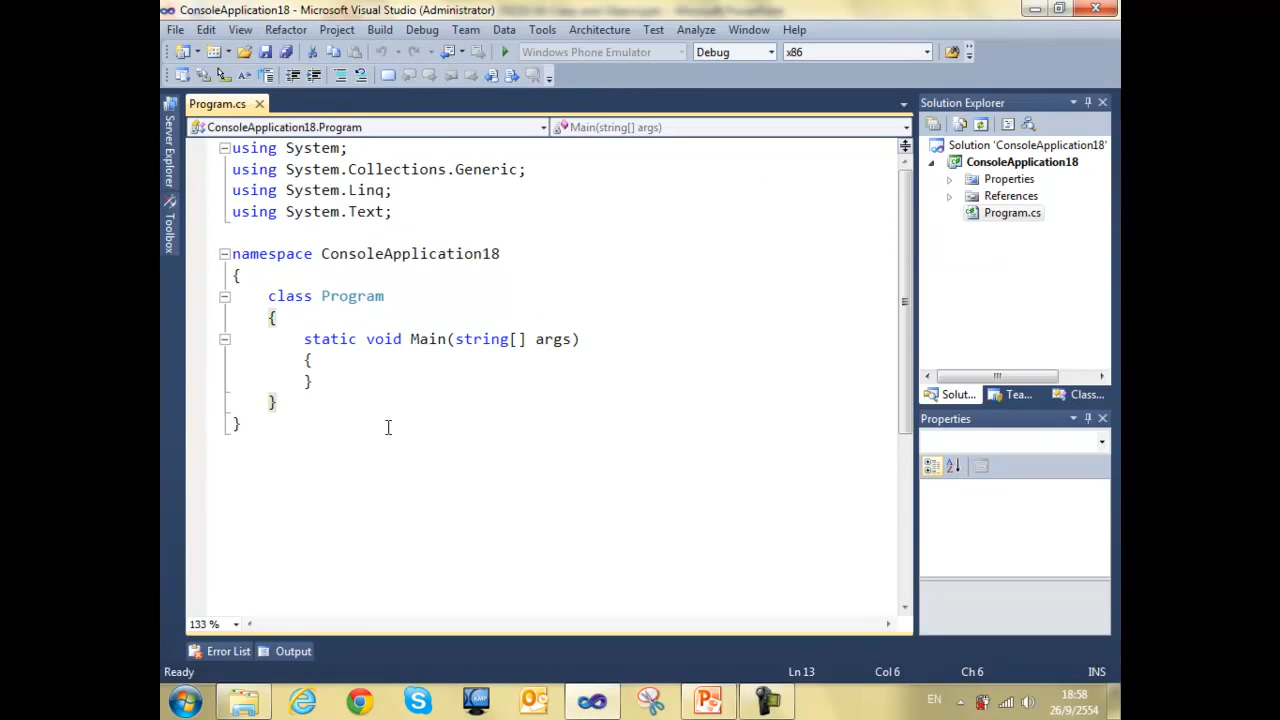 ConsoleApplication18 - Microsoft Visual Studio (Administrator)
File Edit View Refactor Project Build Debug Team Data Tools Architecture Test Analyze Window Help
Windows Phone Emulator Debug x86
Program.cs
ConsoleApplication18.Program Main(string[] args)
Server Explorer
Toolbox
using System;
using System.Collections.Generic;
using System.Linq;
using System.Text;
namespace ConsoleApplication18
{
class Program
{
static void Main(string[] args)
{
}
}
}
133 %
Solution Explorer
Solution 'ConsoleApplication18'
ConsoleApplication18
Properties
References
Program.cs
Solut... Tea... Class...
Properties
Error List Output
Ready Ln 13 Col 6 Ch 6 INS
EN 18:58
26/9/2554